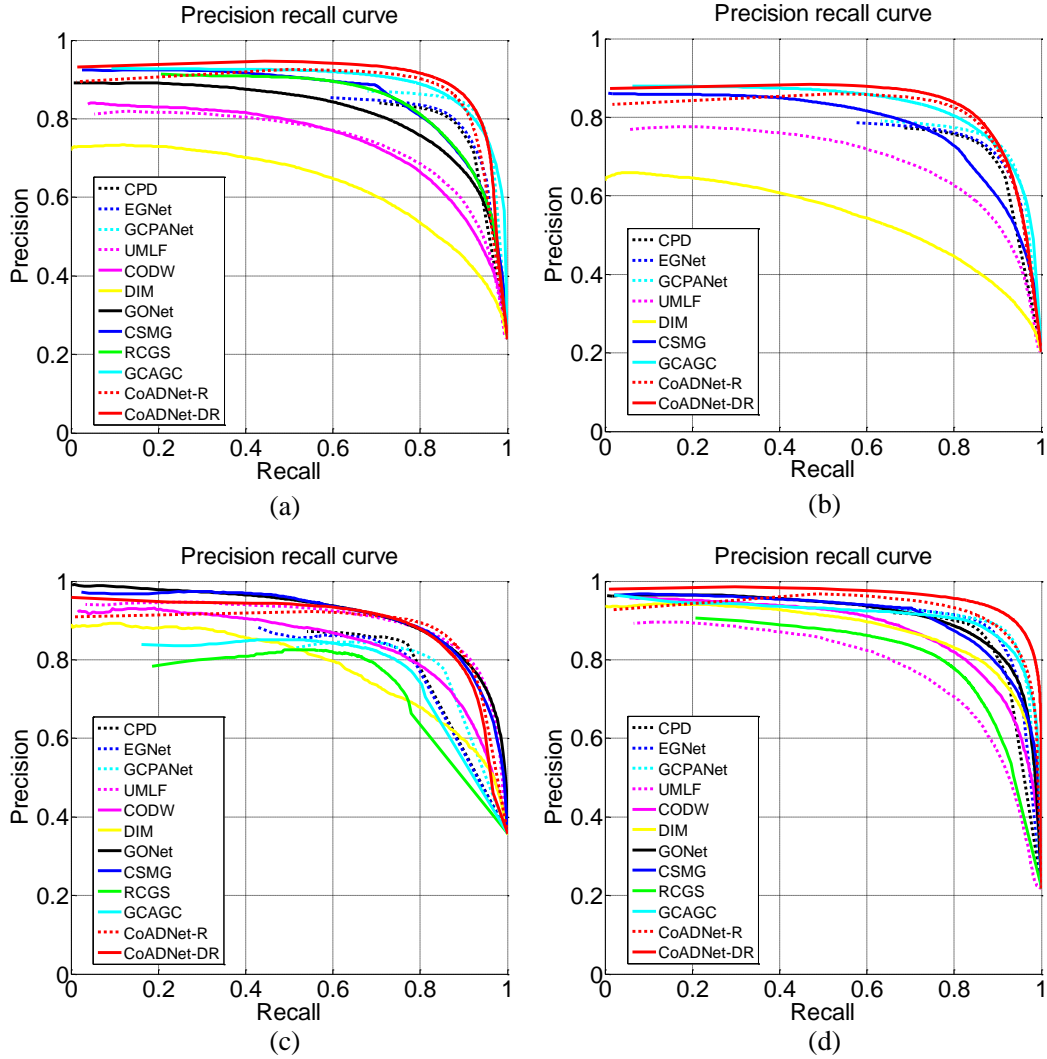 Precision recall curve
1
0.8
0.6
0.4
0.2
0
Precision
CPD
EGNet
GCPANet
UMLF
CODW
DIM
GONet
CSMG
RCGS
GCAGC
CoADNet-R
CoADNet-DR
0 0.2 0.4 0.6 0.8 1
Recall
(a)
Precision recall curve
1
0.8
0.6
0.4
0.2
0
Precision
CPD
EGNet
GCPANet
UMLF
DIM
CSMG
GCAGC
CoADNet-R
CoADNet-DR
0 0.2 0.4 0.6 0.8 1
Recall
(b)
Precision recall curve
1
0.8
0.6
0.4
0.2
0
Precision
CPD
EGNet
GCPANet
UMLF
CODW
DIM
GONet
CSMG
RCGS
GCAGC
CoADNet-R
CoADNet-DR
0 0.2 0.4 0.6 0.8 1
Recall
(c)
Precision recall curve
1
0.8
0.6
0.4
0.2
0
Precision
CPD
EGNet
GCPANet
UMLF
CODW
DIM
GONet
CSMG
RCGS
GCAGC
CoADNet-R
CoADNet-DR
0 0.2 0.4 0.6 0.8 1
Recall
(d)